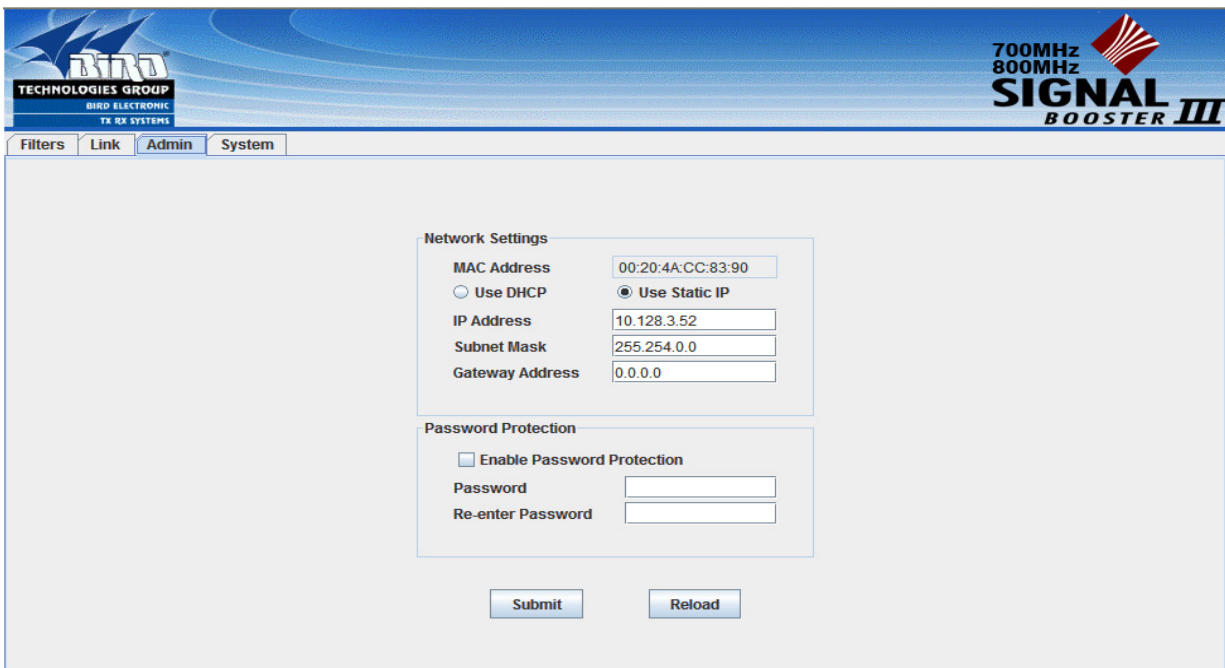 BIRD
TECHNOLOGIES GROUP
BIRD ELECTRONIC
TX RX SYSTEMS
700MHz
800MHz
SIGNAL
BOOSTER III
Filters Link Admin System
Network Settings
MAC Address 00:20:4A:CC:83:90
Use DHCP Use Static IP
IP Address 10.128.3.52
Subnet Mask 255.254.0.0
Gateway Address 0.0.0.0
Password Protection
Enable Password Protection
Password
Re-enter Password
Submit Reload